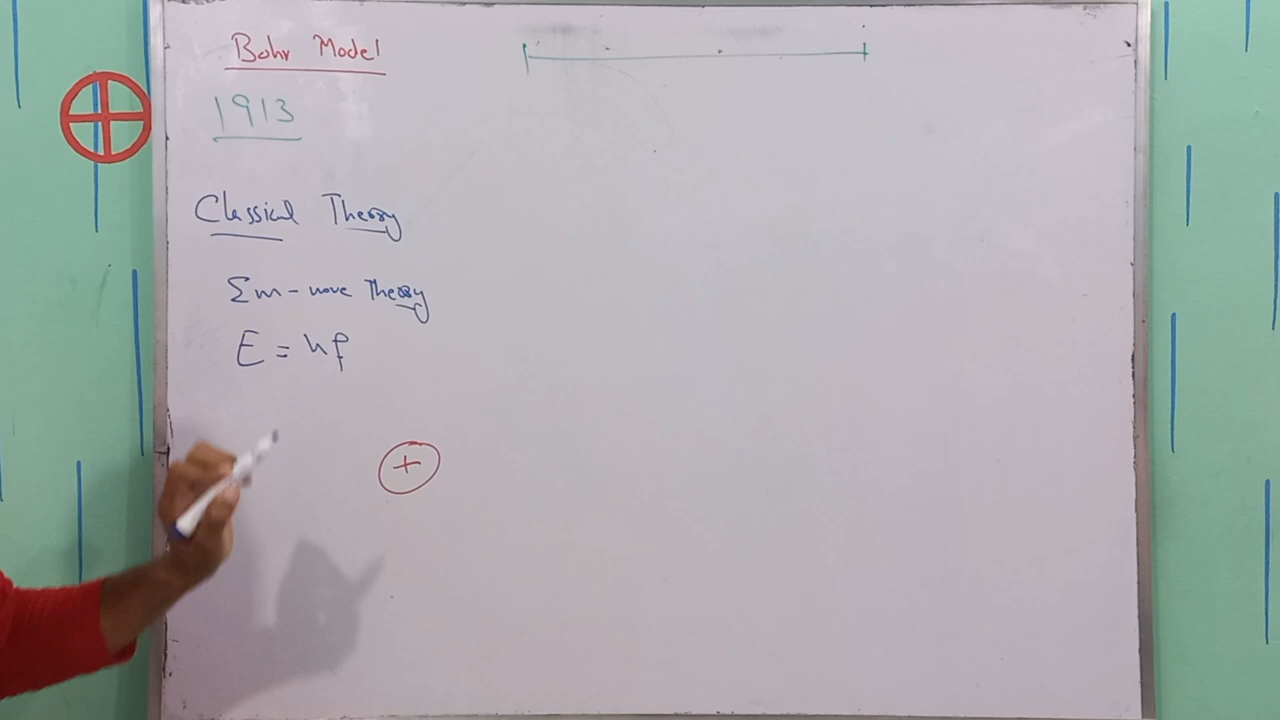 Bohr Model
1913
Classical Theory
Em-wave Theory
E = hf
+